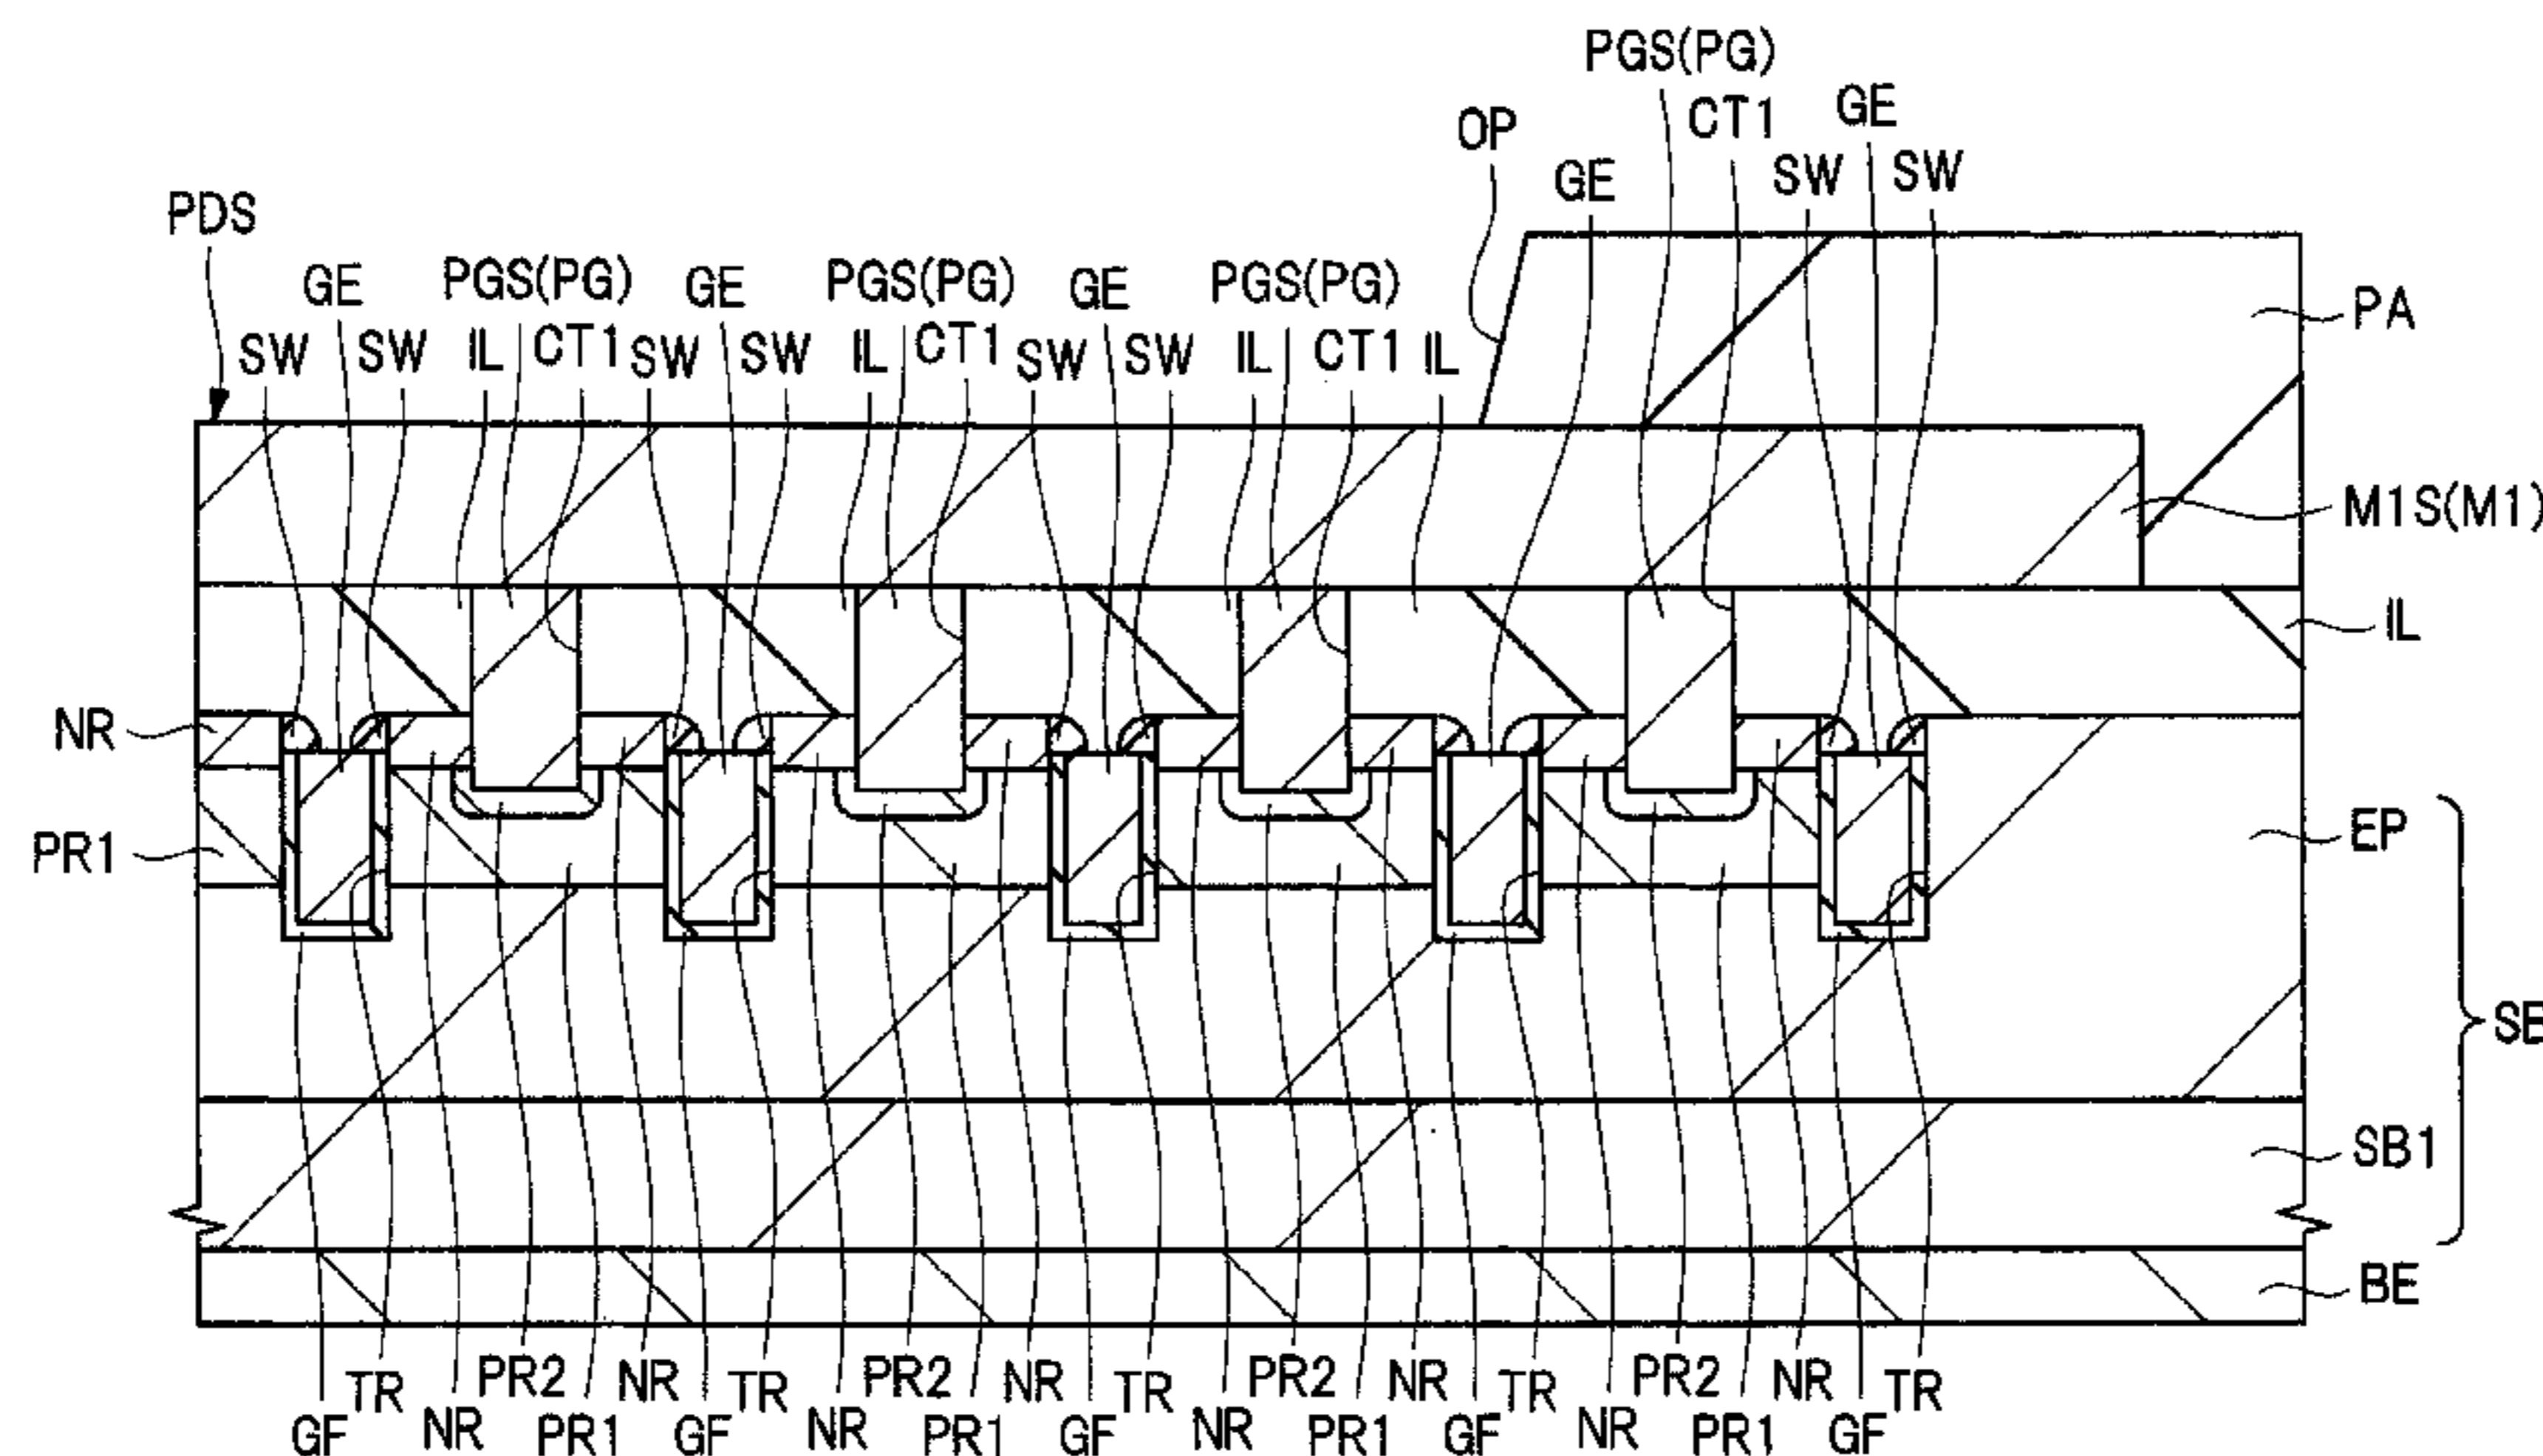 PGS(PG)
OP
CT1
GE
GE
SW
SW
PDS
GE
PGS(PG)
GE
PGS(PG)
GE
PGS(PG)
PA
SW
SW
IL
CT1
SW
SW
IL
CT1
SW
SW
IL
CT1
IL
M1S(M1)
IL
NR
PR1
EP
SB
SB1
BE
PR2
NR
PR2
NR
PR2
NR
PR2
NR
TR
TR
TR
TR
TR
GF
NR
PR1
GF
NR
PR1
GF
NR
PR1
GF
NR
PR1
GF